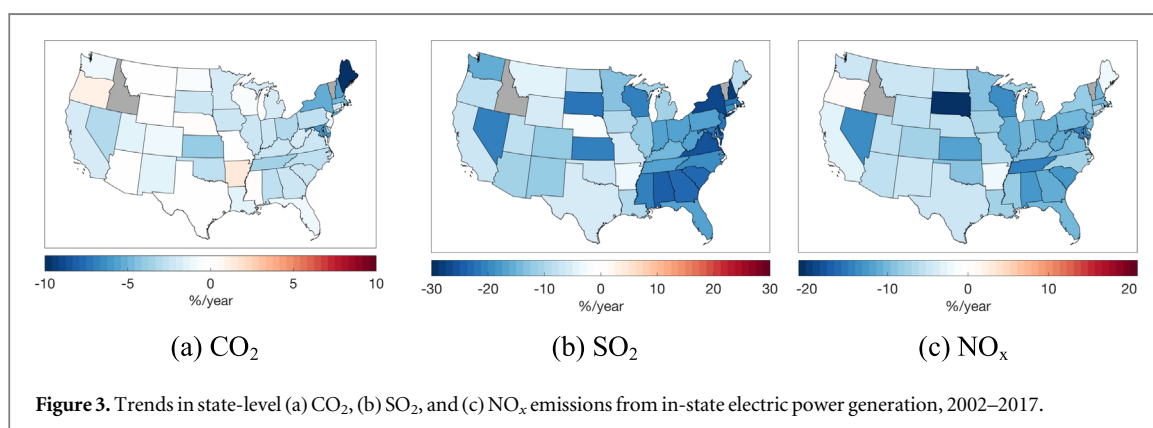 -10 -5 0 5 10
%/year
(a) CO₂
-30 -20 -10 0 10 20 30
%/year
(b) SO₂
-20 -10 0 10 20
%/year
(c) NOₓ
Figure 3. Trends in state-level (a) CO₂, (b) SO₂, and (c) NOₓ emissions from in-state electric power generation, 2002–2017.